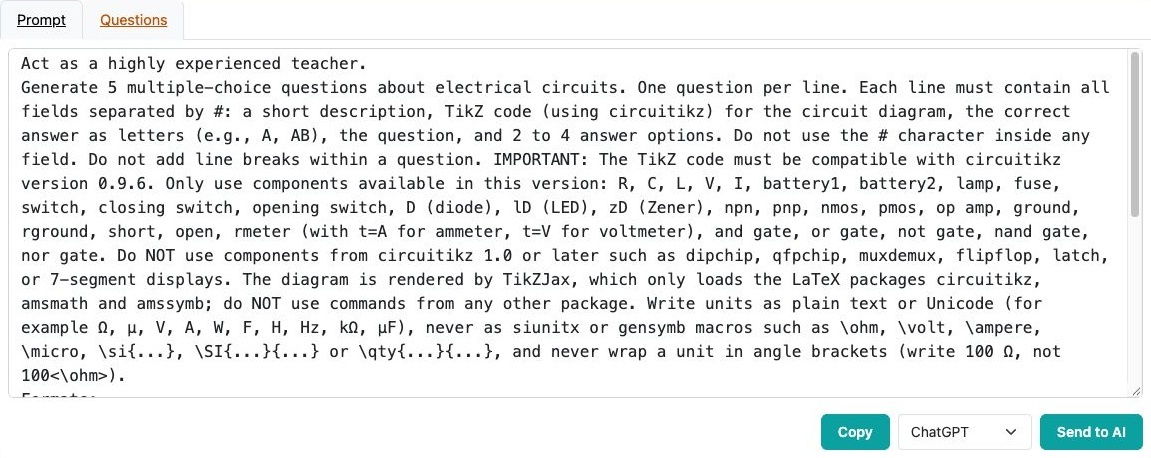 Prompt
Questions
Act as a highly experienced teacher.
Generate 5 multiple-choice questions about electrical circuits. One question per line. Each line must contain all
fields separated by #: a short description, TikZ code (using circuitikz) for the circuit diagram, the correct
answer as letters (e.g., A, AB), the question, and 2 to 4 answer options. Do not use the # character inside any
field. Do not add line breaks within a question. IMPORTANT: The TikZ code must be compatible with circuitikz
version 0.9.6. Only use components available in this version: R, C, L, V, I, battery1, battery2, lamp, fuse,
switch, closing switch, opening switch, D (diode), lD (LED), zD (Zener), npn, pnp, nmos, pmos, op amp, ground,
rground, short, open, rmeter (with t=A for ammeter, t=V for voltmeter), and gate, or gate, not gate, nand gate,
nor gate. Do NOT use components from circuitikz 1.0 or later such as dipchip, qfpchip, muxdemux, flipflop, latch,
or 7-segment displays. The diagram is rendered by TikZJax, which only loads the LaTeX packages circuitikz,
amsmath and amssymb; do NOT use commands from any other package. Write units as plain text or Unicode (for
example Ω, μ, V, A, W, F, H, Hz, kΩ, μF), never as siunitx or gensymb macros such as \ohm, \volt, \ampere,
\micro, \si{...}, \SI{...}{...} or \qty{...}{...}, and never wrap a unit in angle brackets (write 100 Ω, not
100<\ohm>).
Copy
ChatGPT
Send to AI